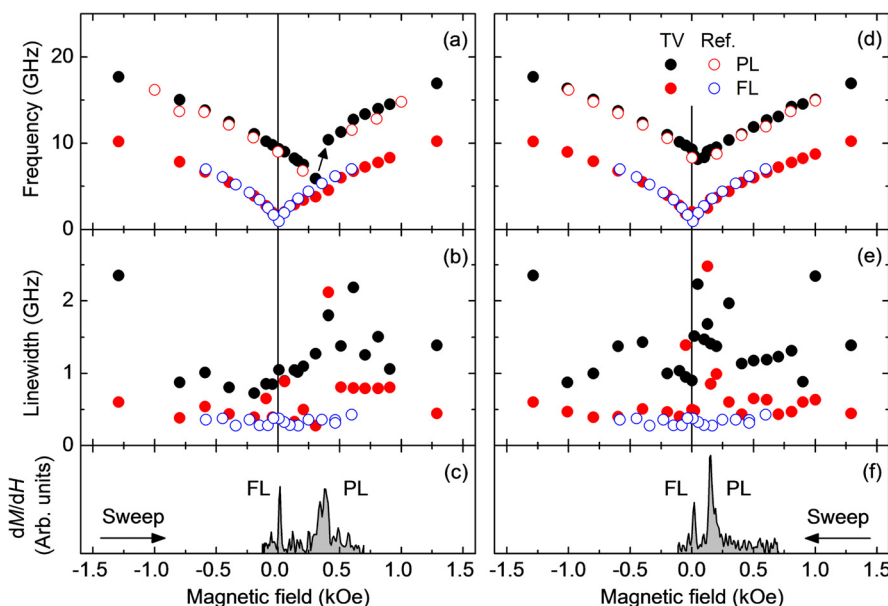 (a)
(d)
TV Ref.
PL
FL
Frequency (GHz)
20
10
0
(b)
(e)
Linewidth (GHz)
2
1
0
(c)
(f)
dM/dH (Arb. units)
FL
PL
Sweep
FL
PL
Sweep
-1.5 -1.0 -0.5 0.0 0.5 1.0 1.5
-1.5 -1.0 -0.5 0.0 0.5 1.0 1.5
Magnetic field (kOe)
Magnetic field (kOe)